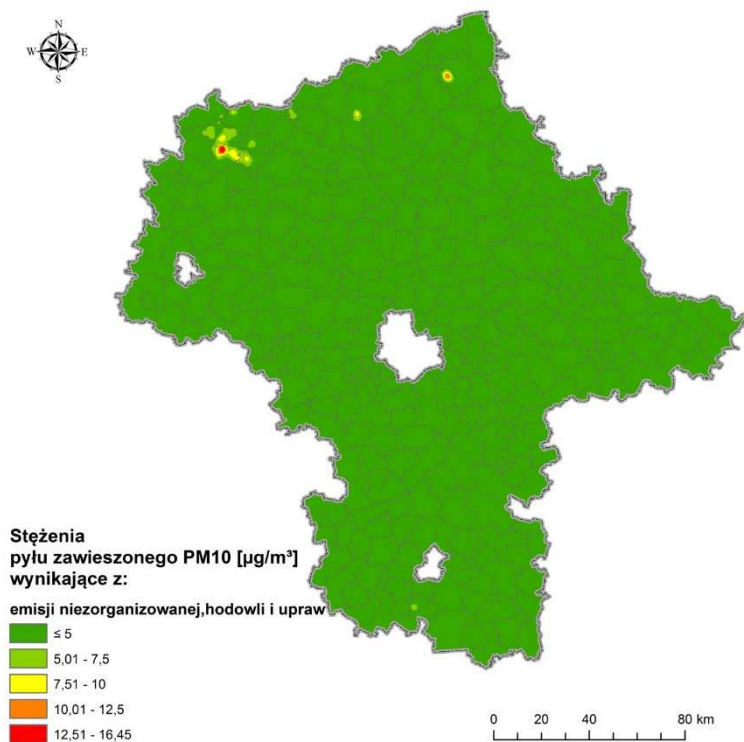 N
W E
S
Stężenia
pyłu zawieszonego PM10 [µg/m³]
wynikające z:
emisji niezorganizowanej,hodowli i upraw
≤ 5
5,01 - 7,5
7,51 - 10
10,01 - 12,5
12,51 - 16,45
0 20 40 80 km